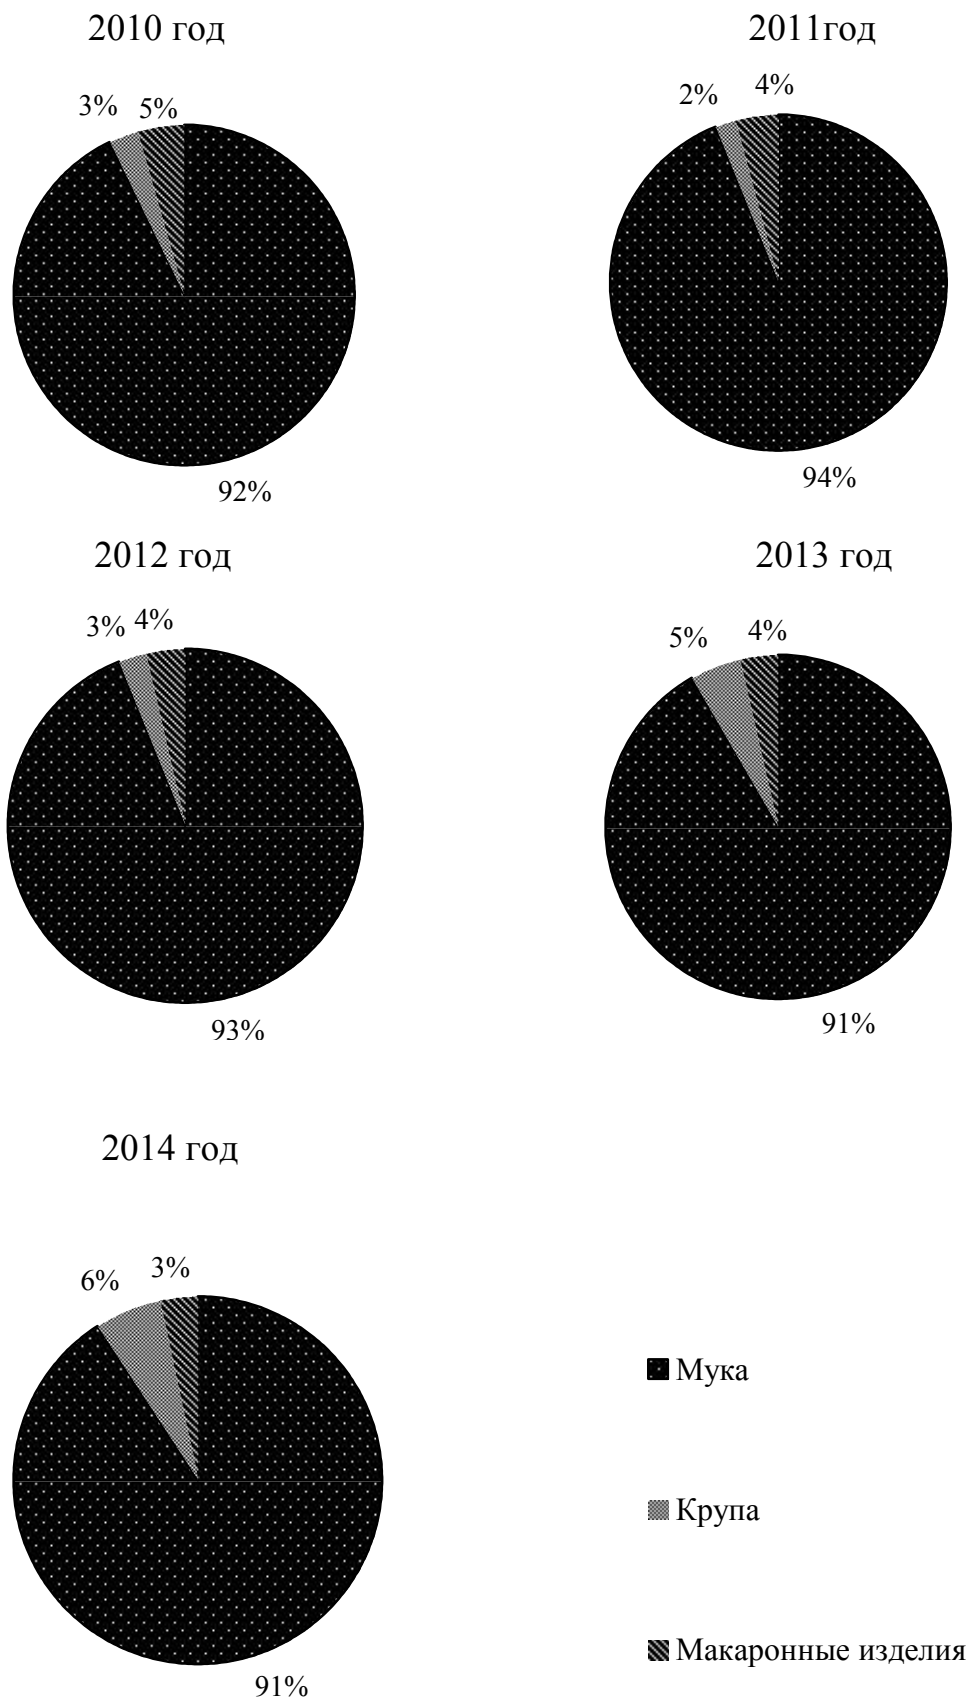 2010 год
3% 5%
92%
2011год
2% 4%
94%
2012 год
3% 4%
93%
2013 год
5% 4%
91%
2014 год
6% 3%
91%
Мука
Крупа
Макаронные изделия